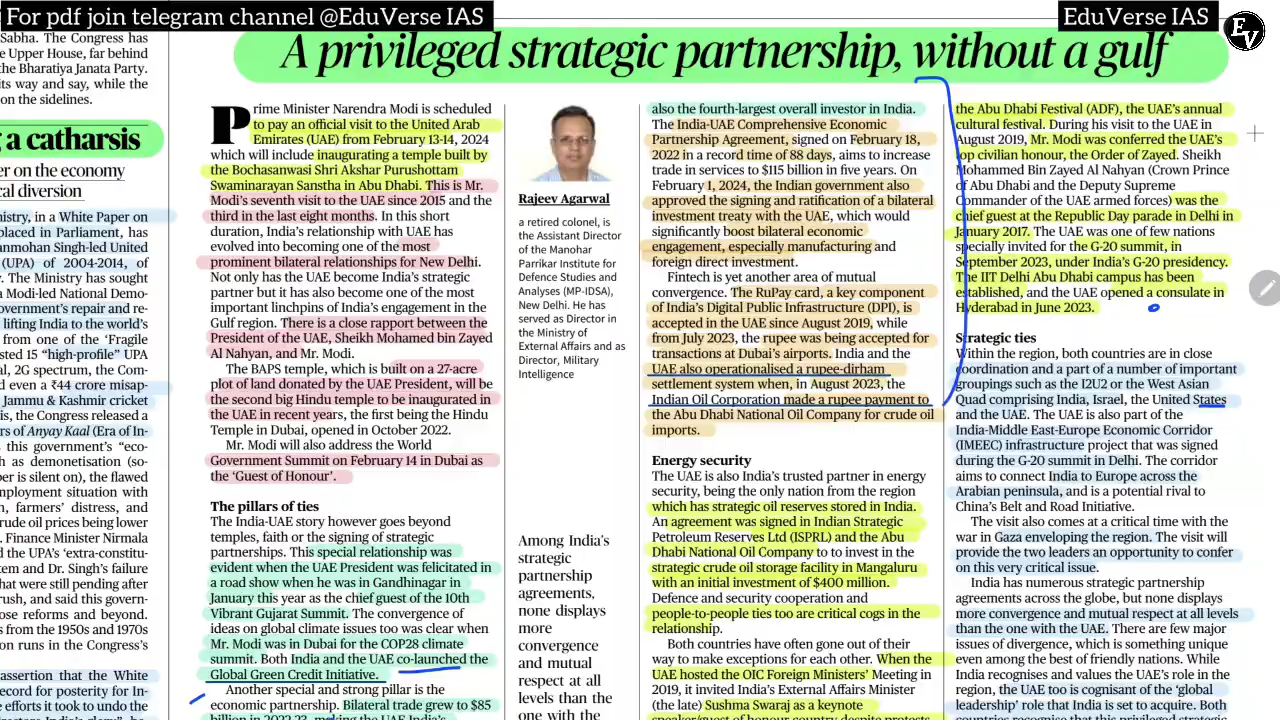 For pdf join telegram channel @EduVerse IAS
EduVerse IAS
EV
A privileged strategic partnership, without a gulf
Sabha. The Congress has
e Upper House, far behind
the Bharatiya Janata Party.
its way and say, while the
on the sidelines.
g a catharsis
er on the economy
cal diversion
nistry, in a White Paper on
placed in Parliament, has
anmohan Singh-led United
(UPA) of 2004-2014, of
y. The Ministry has sought
a Modi-led National Demo-
overnment's repair and re-
lifting India to the world's
from one of the 'Fragile
sted 15 "high-profile" UPA
al, 2G spectrum, the Com-
d even a ₹44 crore misap-
Jammu & Kashmir cricket
is, the Congress released a
rs of Anyay Kaal (Era of In-
s this government's "eco-
h as demonetisation (so-
per is silent on), the flawed
mployment situation with
n, farmers' distress, and
rude oil prices being lower
. Finance Minister Nirmala
d the UPA's 'extra-constitu-
tem and Dr. Singh's failure
hat were still pending after
rush, and said this govern-
ose reforms and beyond.
s from the 1950s and 1970s
on runs in the Congress's
assertion that the White
record for posterity for In-
e efforts it took to undo the
Prime Minister Narendra Modi is scheduled
to pay an official visit to the United Arab
Emirates (UAE) from February 13-14, 2024
which will include inaugurating a temple built by
the Bochasanwasi Shri Akshar Purushottam
Swaminarayan Sanstha in Abu Dhabi. This is Mr.
Modi's seventh visit to the UAE since 2015 and the
third in the last eight months. In this short
duration, India's relationship with UAE has
evolved into becoming one of the most
prominent bilateral relationships for New Delhi.
Not only has the UAE become India's strategic
partner but it has also become one of the most
important linchpins of India's engagement in the
Gulf region. There is a close rapport between the
President of the UAE, Sheikh Mohamed bin Zayed
Al Nahyan, and Mr. Modi.
The BAPS temple, which is built on a 27-acre
plot of land donated by the UAE President, will be
the second big Hindu temple to be inaugurated in
the UAE in recent years, the first being the Hindu
Temple in Dubai, opened in October 2022.
Mr. Modi will also address the World
Government Summit on February 14 in Dubai as
the 'Guest of Honour'.
The pillars of ties
The India-UAE story however goes beyond
temples, faith or the signing of strategic
partnerships. This special relationship was
evident when the UAE President was felicitated in
a road show when he was in Gandhinagar in
January this year as the chief guest of the 10th
Vibrant Gujarat Summit. The convergence of
ideas on global climate issues too was clear when
Mr. Modi was in Dubai for the COP28 climate
summit. Both India and the UAE co-launched the
Global Green Credit Initiative.
Another special and strong pillar is the
economic partnership. Bilateral trade grew to $85
billion in 2022-23, making the UAE India's
Rajeev Agarwal
a retired colonel, is
the Assistant Director
of the Manohar
Parrikar Institute for
Defence Studies and
Analyses (MP-IDSA),
New Delhi. He has
served as Director in
the Ministry of
External Affairs and as
Director, Military
Intelligence
Among India's
strategic
partnership
agreements,
none displays
more
convergence
and mutual
respect at all
levels than the
one with the
also the fourth-largest overall investor in India.
The India-UAE Comprehensive Economic
Partnership Agreement, signed on February 18,
2022 in a record time of 88 days, aims to increase
trade in services to $115 billion in five years. On
February 1, 2024, the Indian government also
approved the signing and ratification of a bilateral
investment treaty with the UAE, which would
significantly boost bilateral economic
engagement, especially manufacturing and
foreign direct investment.
Fintech is yet another area of mutual
convergence. The RuPay card, a key component
of India's Digital Public Infrastructure (DPI), is
accepted in the UAE since August 2019, while
from July 2023, the rupee was being accepted for
transactions at Dubai's airports. India and the
UAE also operationalised a rupee-dirham
settlement system when, in August 2023, the
Indian Oil Corporation made a rupee payment to
the Abu Dhabi National Oil Company for crude oil
imports.
Energy security
The UAE is also India's trusted partner in energy
security, being the only nation from the region
which has strategic oil reserves stored in India.
An agreement was signed in Indian Strategic
Petroleum Reserves Ltd (ISPRL) and the Abu
Dhabi National Oil Company to to invest in the
strategic crude oil storage facility in Mangaluru
with an initial investment of $400 million.
Defence and security cooperation and
people-to-people ties too are critical cogs in the
relationship.
Both countries have often gone out of their
way to make exceptions for each other. When the
UAE hosted the OIC Foreign Ministers' Meeting in
2019, it invited India's External Affairs Minister
(the late) Sushma Swaraj as a keynote
speaker/guest of honour country despite protests
the Abu Dhabi Festival (ADF), the UAE's annual
cultural festival. During his visit to the UAE in
August 2019, Mr. Modi was conferred the UAE's
top civilian honour, the Order of Zayed. Sheikh
Mohammed Bin Zayed Al Nahyan (Crown Prince
of Abu Dhabi and the Deputy Supreme
Commander of the UAE armed forces) was the
chief guest at the Republic Day parade in Delhi in
January 2017. The UAE was one of few nations
specially invited for the G-20 summit, in
September 2023, under India's G-20 presidency.
The IIT Delhi Abu Dhabi campus has been
established, and the UAE opened a consulate in
Hyderabad in June 2023.
Strategic ties
Within the region, both countries are in close
coordination and a part of a number of important
groupings such as the I2U2 or the West Asian
Quad comprising India, Israel, the United States
and the UAE. The UAE is also part of the
India-Middle East-Europe Economic Corridor
(IMEEC) infrastructure project that was signed
during the G-20 summit in Delhi. The corridor
aims to connect India to Europe across the
Arabian peninsula, and is a potential rival to
China's Belt and Road Initiative.
The visit also comes at a critical time with the
war in Gaza enveloping the region. The visit will
provide the two leaders an opportunity to confer
on this very critical issue.
India has numerous strategic partnership
agreements across the globe, but none displays
more convergence and mutual respect at all levels
than the one with the UAE. There are few major
issues of divergence, which is something unique
even among the best of friendly nations. While
India recognises and values the UAE's role in the
region, the UAE too is cognisant of the 'global
leadership' role that India is set to acquire. Both
countries recognise that this privileged strategic